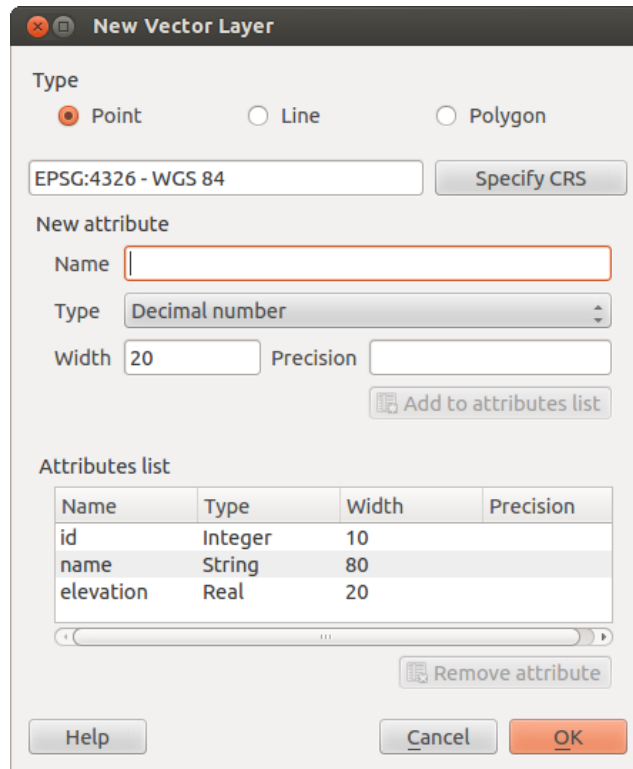 New Vector Layer
Type
Point Line Polygon
EPSG:4326 - WGS 84 Specify CRS
New attribute
Name
Type Decimal number
Width 20 Precision
Add to attributes list
Attributes list
Name Type Width Precision
id Integer 10
name String 80
elevation Real 20
Remove attribute
Help Cancel OK